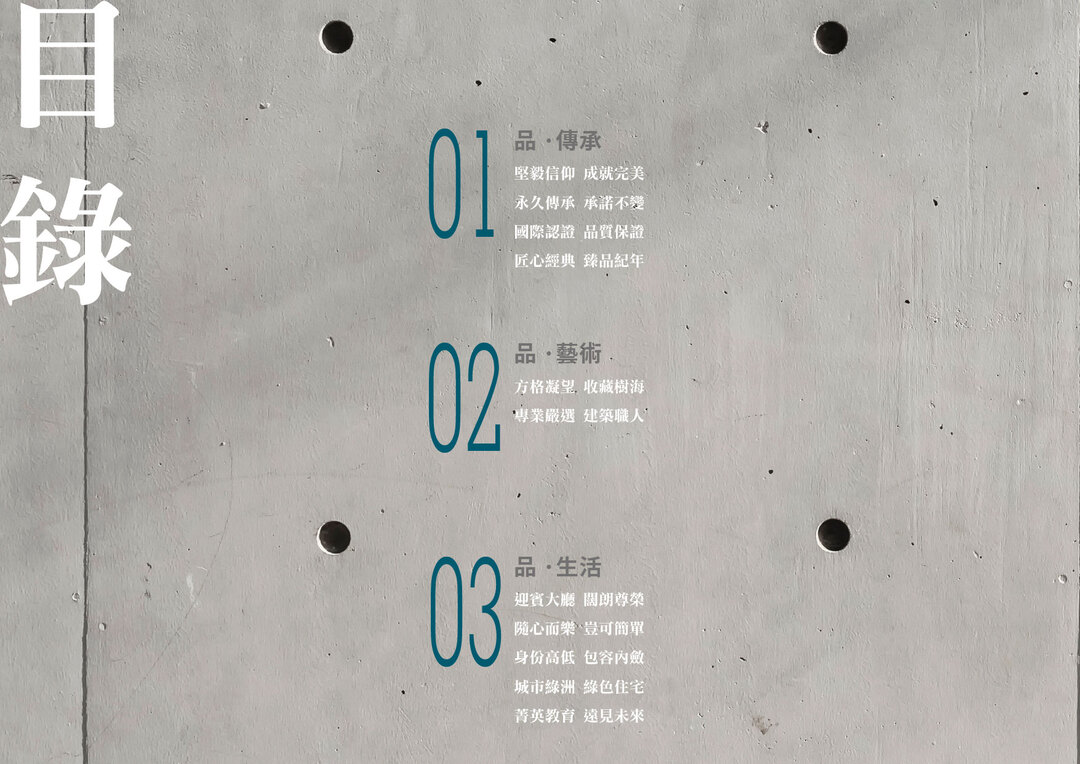 目錄
01
品·傳承
堅毅信仰 成就完美
永久傳承 承諾不變
國際認證 品質保證
匠心經典 臻品紀年
02
品·藝術
方格凝望 收藏樹海
專業嚴選 建築職人
03
品·生活
迎賓大廳 闊朗尊榮
隨心而樂 豈可簡單
身份高低 包容內斂
城市綠洲 綠色住宅
菁英教育 遠見未來